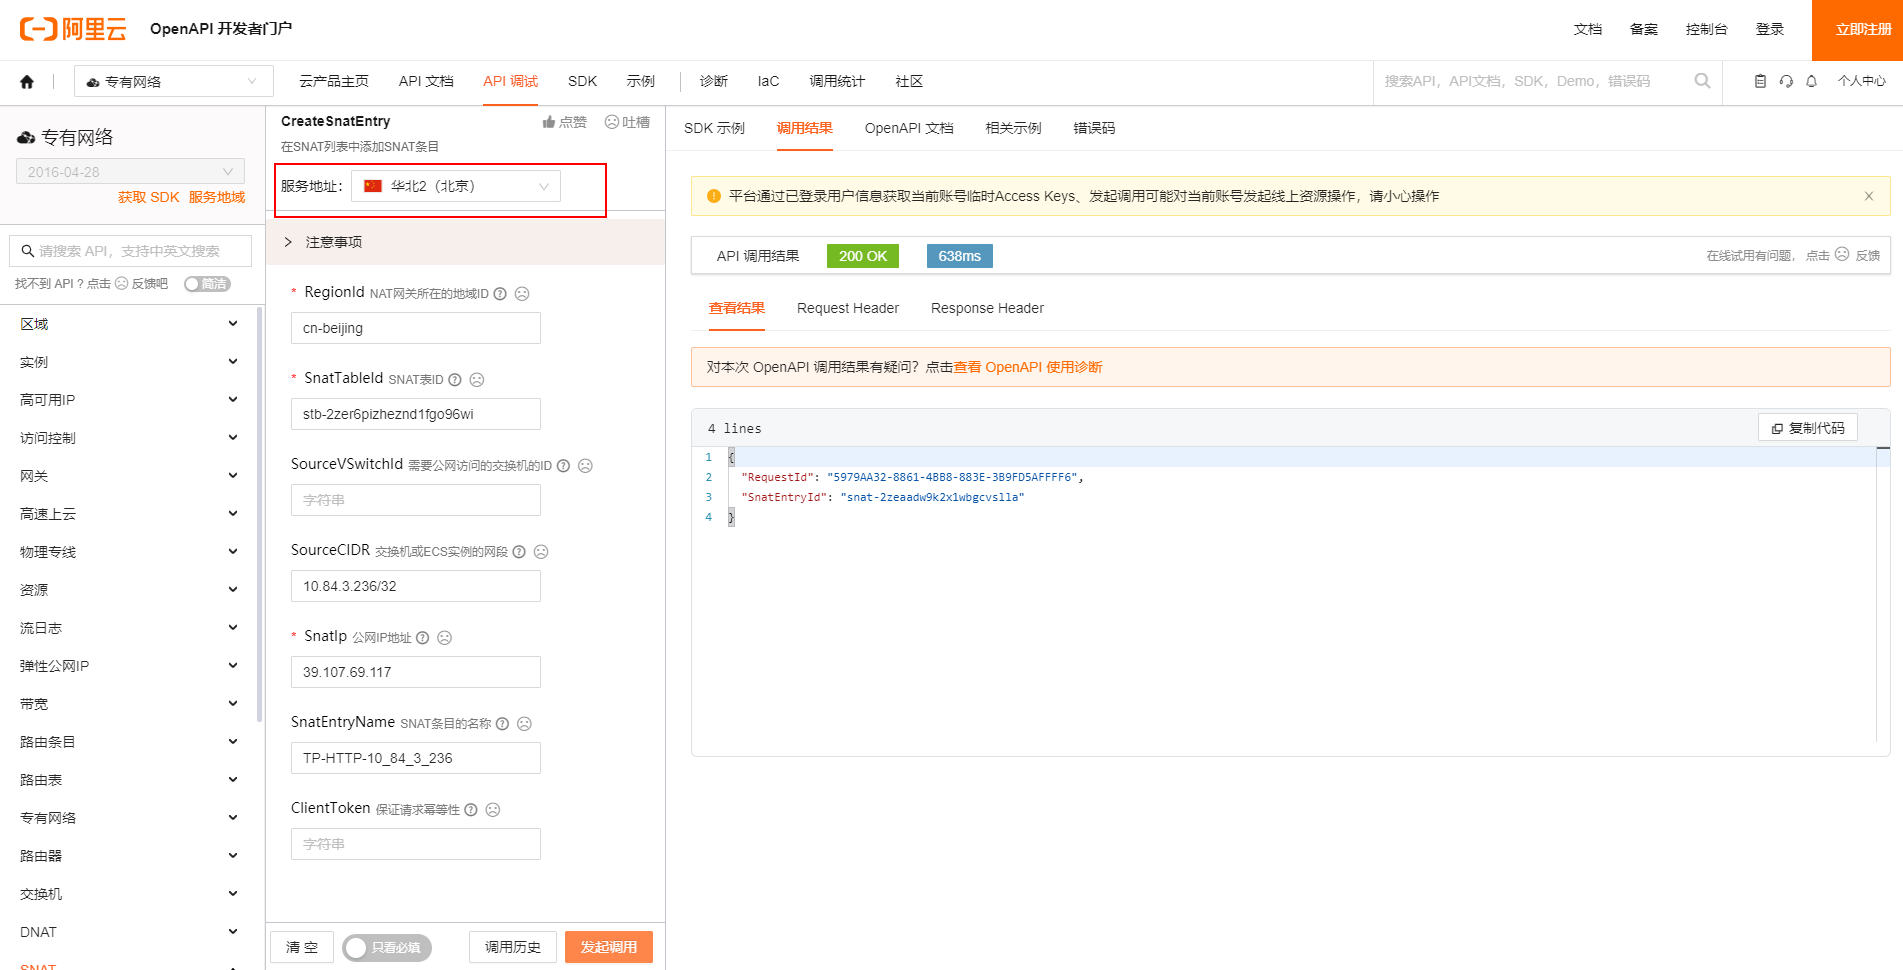 阿里云 OpenAPI 开发者门户 文档 备案 控制台 登录 立即注册
专有网络 云产品主页 API 文档 API 调试 SDK 示例 诊断 IaC 调用统计 社区 搜索API，API文档，SDK，Demo，错误码 个人中心
专有网络
2016-04-28
获取 SDK 服务地域
请搜索 API，支持中英文搜索
找不到 API ? 点击 反馈吧 简洁
区域
实例
高可用IP
访问控制
网关
高速上云
物理专线
资源
流日志
弹性公网IP
带宽
路由条目
路由表
专有网络
路由器
交换机
DNAT
SNAT
CreateSnatEntry 点赞 吐槽
在SNAT列表中添加SNAT条目
服务地址： 华北2（北京）
注意事项
* RegionId NAT网关所在的地域ID
cn-beijing
* SnatTableId SNAT表ID
stb-2zer6pizheznd1fgo96wi
SourceVSwitchId 需要公网访问的交换机的ID
字符串
SourceCIDR 交换机或ECS实例的网段
10.84.3.236/32
* SnatIp 公网IP地址
39.107.69.117
SnatEntryName SNAT条目的名称
TP-HTTP-10_84_3_236
ClientToken 保证请求幂等性
字符串
清 空 只看必填 调用历史 发起调用
SDK 示例 调用结果 OpenAPI 文档 相关示例 错误码
平台通过已登录用户信息获取当前账号临时Access Keys、发起调用可能对当前账号发起线上资源操作，请小心操作
API 调用结果 200 OK 638ms 在线试用有问题， 点击 反馈
查看结果 Request Header Response Header
对本次 OpenAPI 调用结果有疑问？点击查看 OpenAPI 使用诊断
4 lines 复制代码
1 {
2 "RequestId": "5979AA32-8861-4BB8-883E-3B9FD5AFFFF6",
3 "SnatEntryId": "snat-2zeaadw9k2x1wbgcvslla"
4 }